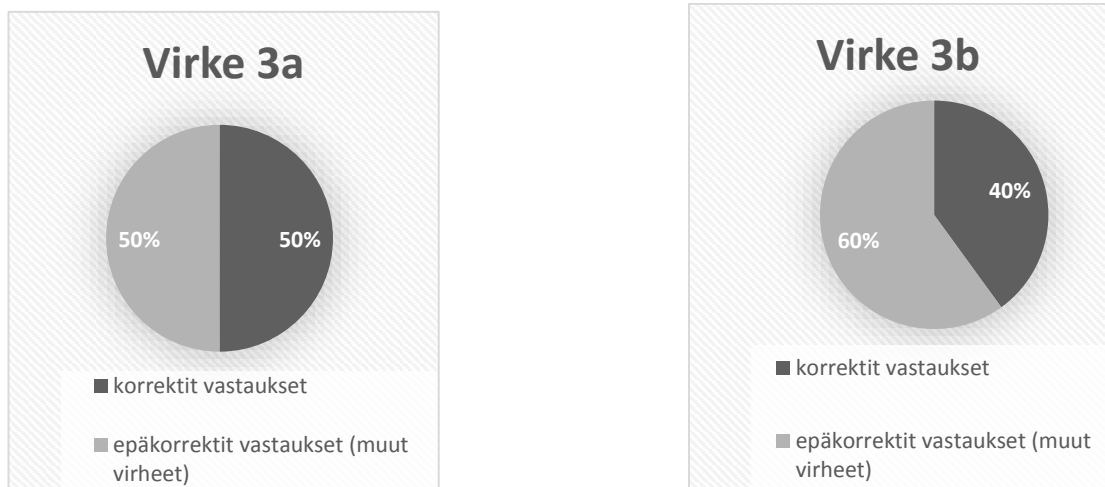 Virke 3a
50%
50%
korrektit vastaukset
epäkorrektit vastaukset (muut
virheet)
Virke 3b
40%
60%
korrektit vastaukset
epäkorrektit vastaukset (muut
virheet)